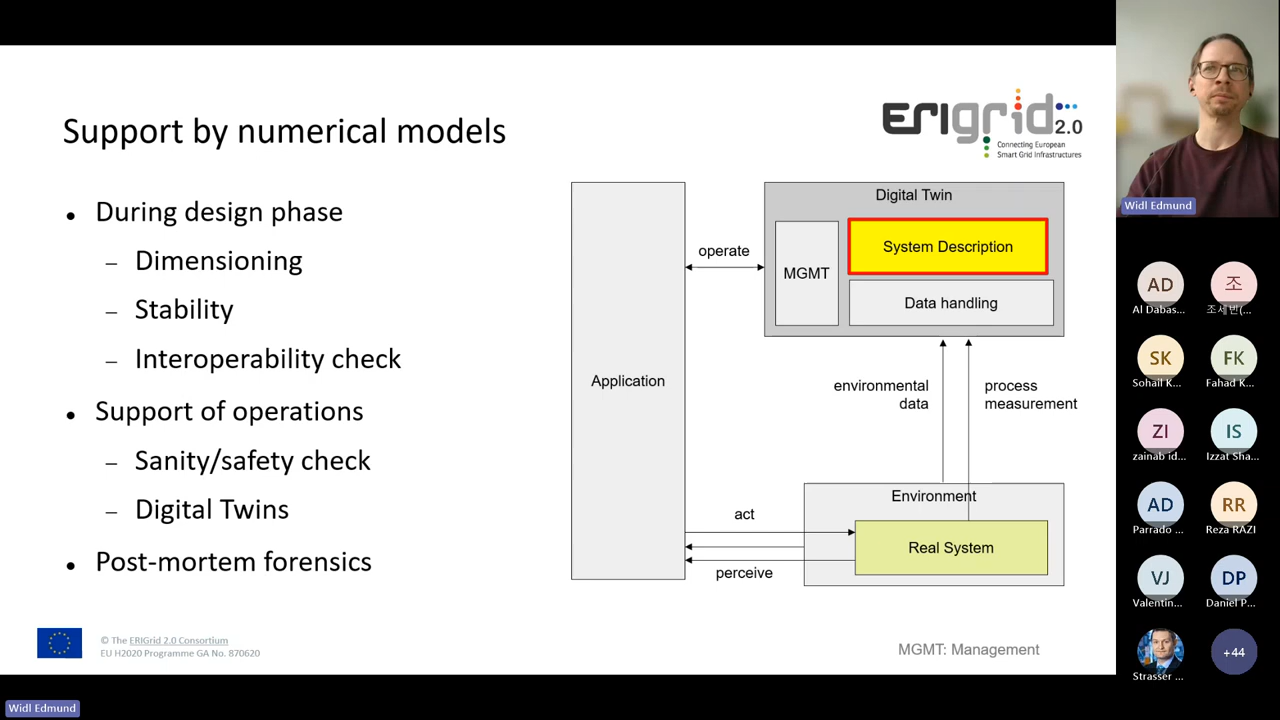 Support by numerical models
ERIgrid 2.0
Connecting European
Smart Grid Infrastructures
• During design phase
– Dimensioning
– Stability
– Interoperability check
• Support of operations
– Sanity/safety check
– Digital Twins
• Post-mortem forensics
Application
operate
Digital Twin
MGMT
System Description
Data handling
environmental
data
process
measurement
Environment
Real System
act
perceive
© The ERIGrid 2.0 Consortium
EU H2020 Programme GA No. 870620
MGMT: Management
Widl Edmund
AD
Al Dabas...
조
조세반(...
SK
Sohail K...
FK
Fahad K...
ZI
zainab id...
IS
Izzat Sha...
AD
Parrado ...
RR
Reza RAZI
VJ
Valentin...
DP
Daniel P...
Strasser ...
+44
Widl Edmund